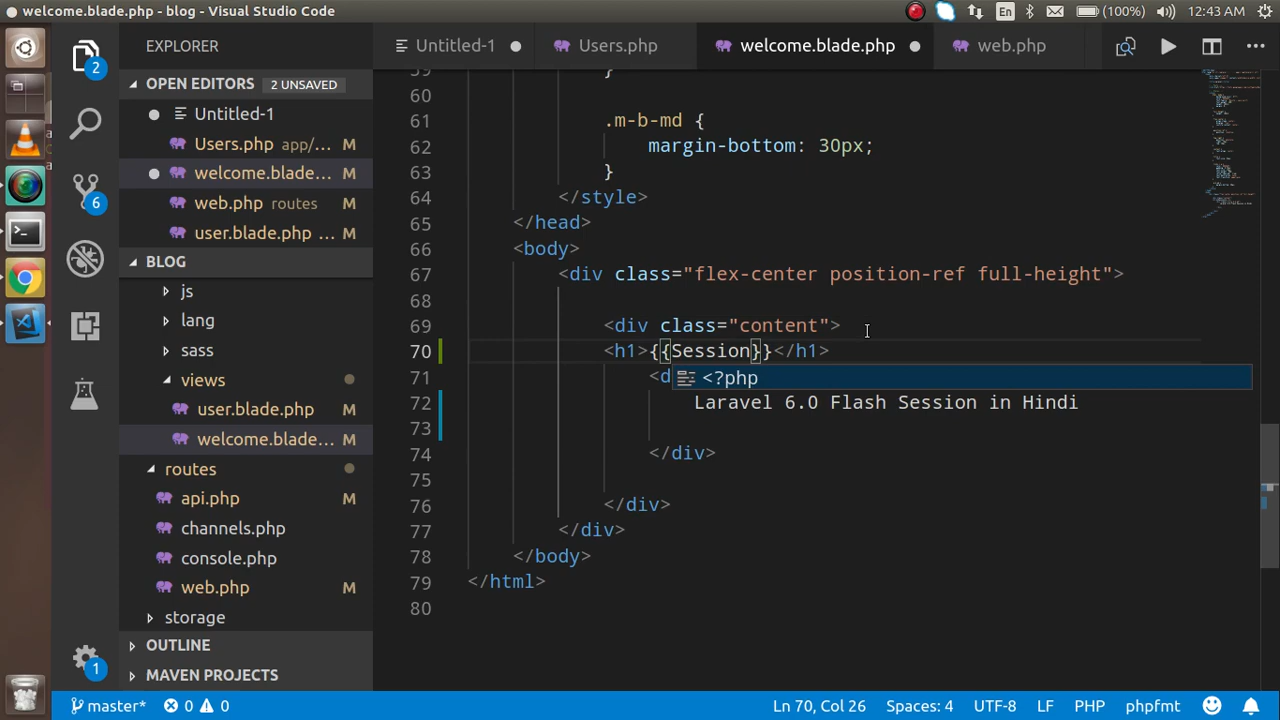 welcome.blade.php - blog - Visual Studio Code
En
(100%)
12:43 AM
EXPLORER
Untitled-1
Users.php
welcome.blade.php
web.php
OPEN EDITORS
2 UNSAVED
Untitled-1
Users.php app/... M
welcome.blade... M
web.php routes M
user.blade.php ... M
BLOG
js
lang
sass
views
user.blade.php M
welcome.blade... M
routes
api.php M
channels.php
console.php
web.php M
storage
OUTLINE
MAVEN PROJECTS
2
6
1
59 }
60
61 .m-b-md {
62 margin-bottom: 30px;
63 }
64 </style>
65 </head>
66 <body>
67 <div class="flex-center position-ref full-height">
68
69 <div class="content">
70 <h1>{{Session}}</h1>
71 <d
<?php
72 Laravel 6.0 Flash Session in Hindi
73
74 </div>
75
76 </div>
77 </div>
78 </body>
79 </html>
80
master*
0
0
Ln 70, Col 26
Spaces: 4
UTF-8
LF
PHP
phpfmt